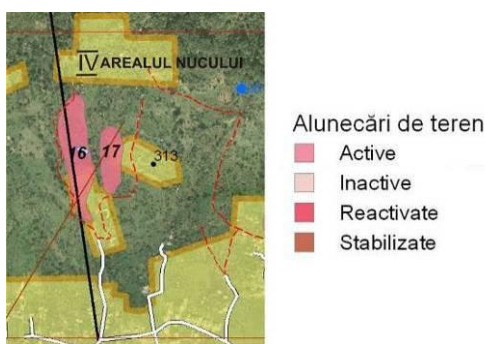 IV AREALUL NUCULUI
16
17
313
Alunecări de teren
Active
Inactive
Reactivate
Stabilizate